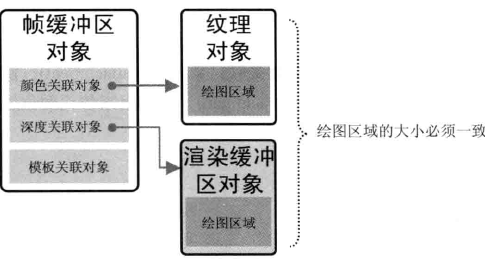 帧缓冲区
对象
颜色关联对象
深度关联对象
模板关联对象
纹理
对象
绘图区域
渲染缓冲
区对象
绘图区域
绘图区域的大小必须一致